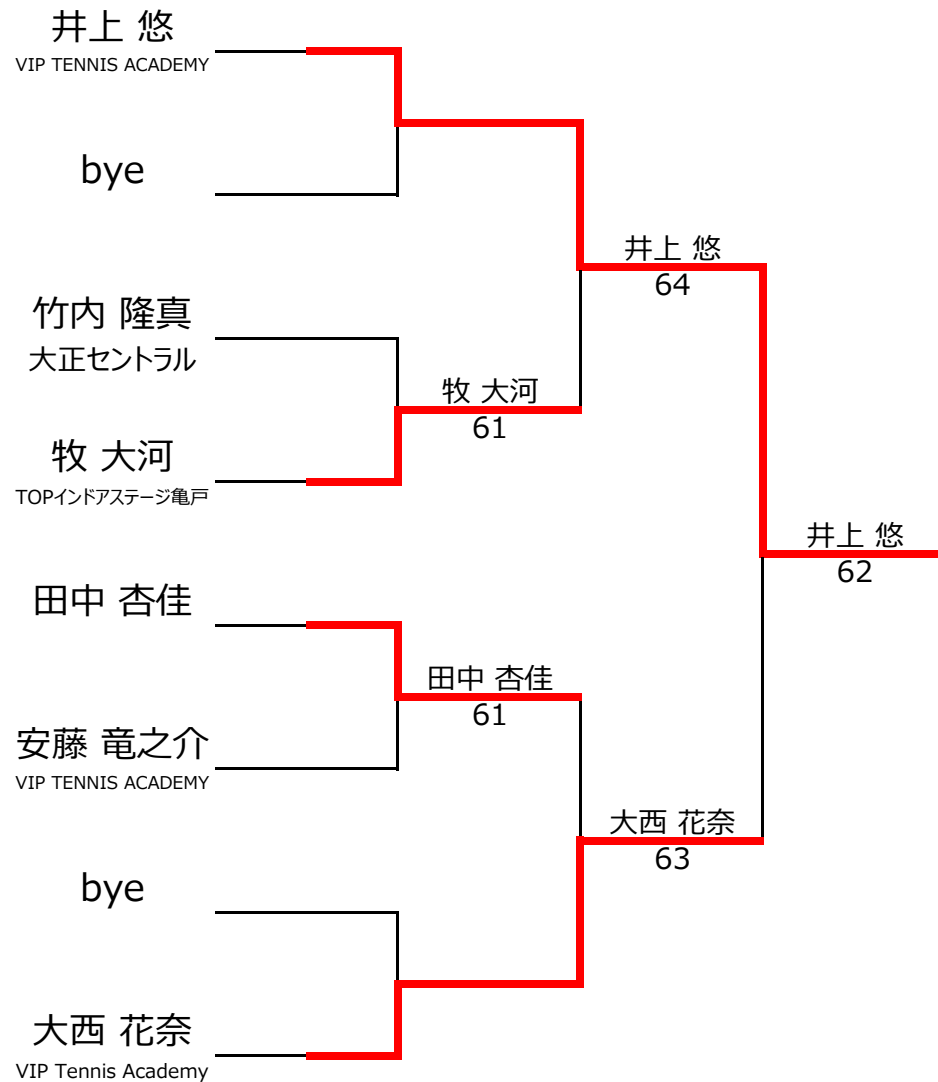 井上 悠
VIP TENNIS ACADEMY
bye
井上 悠
64
竹内 隆真
大正セントラル
牧 大河
61
牧 大河
TOPインドアステージ亀戸
井上 悠
62
田中 杏佳
田中 杏佳
61
安藤 竜之介
VIP TENNIS ACADEMY
大西 花奈
63
bye
大西 花奈
VIP Tennis Academy